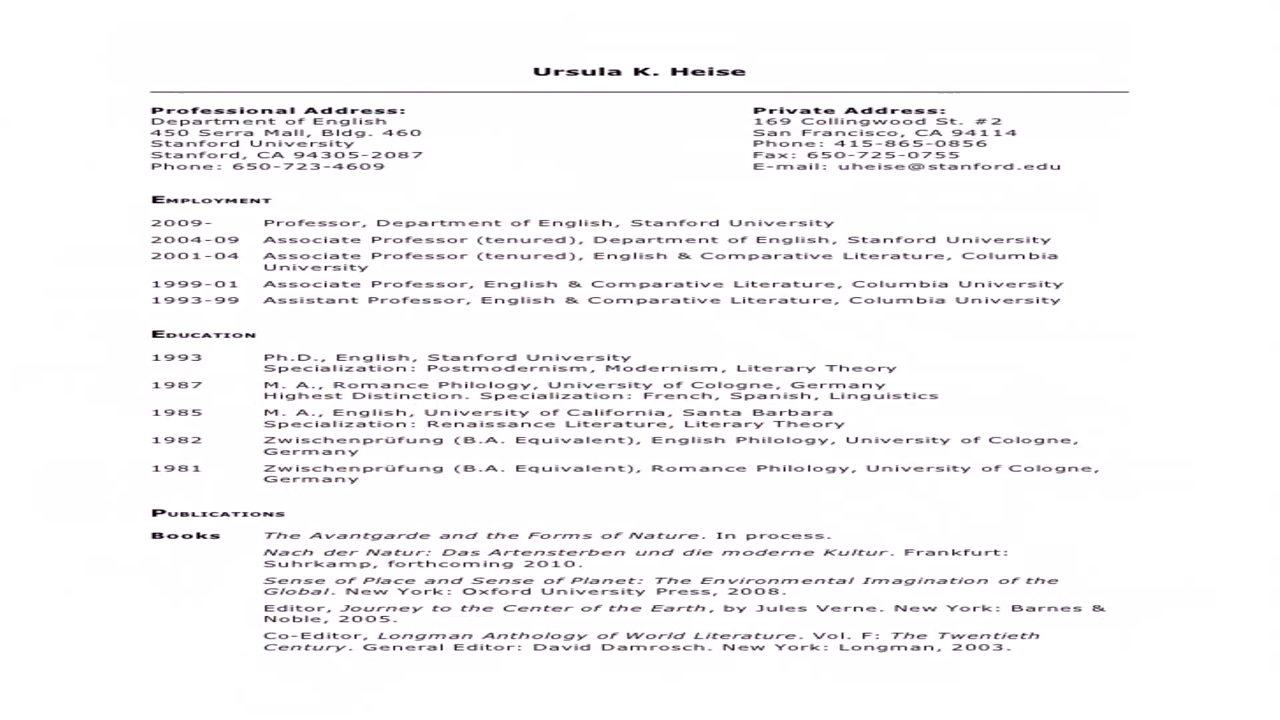 Ursula K. Heise
Professional Address:
Department of English
450 Serra Mall, Bldg. 460
Stanford University
Stanford, CA 94305-2087
Phone: 650-723-4609
Private Address:
169 Collingwood St. #2
San Francisco, CA 94114
Phone: 415-865-0856
Fax: 650-725-0755
E-mail: uheise@stanford.edu
EMPLOYMENT
2009- Professor, Department of English, Stanford University
2004-09 Associate Professor (tenured), Department of English, Stanford University
2001-04 Associate Professor (tenured), English & Comparative Literature, Columbia
University
1999-01 Associate Professor, English & Comparative Literature, Columbia University
1993-99 Assistant Professor, English & Comparative Literature, Columbia University
EDUCATION
1993 Ph.D., English, Stanford University
Specialization: Postmodernism, Modernism, Literary Theory
1987 M. A., Romance Philology, University of Cologne, Germany
Highest Distinction. Specialization: French, Spanish, Linguistics
1985 M. A., English, University of California, Santa Barbara
Specialization: Renaissance Literature, Literary Theory
1982 Zwischenprüfung (B.A. Equivalent), English Philology, University of Cologne,
Germany
1981 Zwischenprüfung (B.A. Equivalent), Romance Philology, University of Cologne,
Germany
PUBLICATIONS
Books The Avantgarde and the Forms of Nature. In process.
Nach der Natur: Das Artensterben und die moderne Kultur. Frankfurt:
Suhrkamp, forthcoming 2010.
Sense of Place and Sense of Planet: The Environmental Imagination of the
Global. New York: Oxford University Press, 2008.
Editor, Journey to the Center of the Earth, by Jules Verne. New York: Barnes &
Noble, 2005.
Co-Editor, Longman Anthology of World Literature. Vol. F: The Twentieth
Century. General Editor: David Damrosch. New York: Longman, 2003.